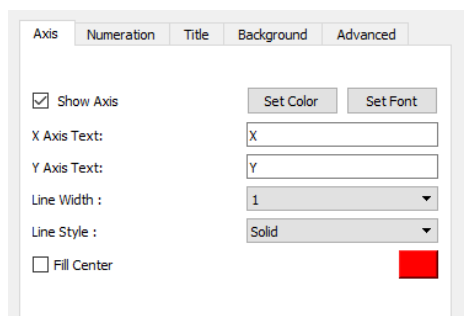 Axis Numeration Title Background Advanced
Show Axis Set Color Set Font
X Axis Text: X
Y Axis Text: Y
Line Width : 1
Line Style : Solid
Fill Center